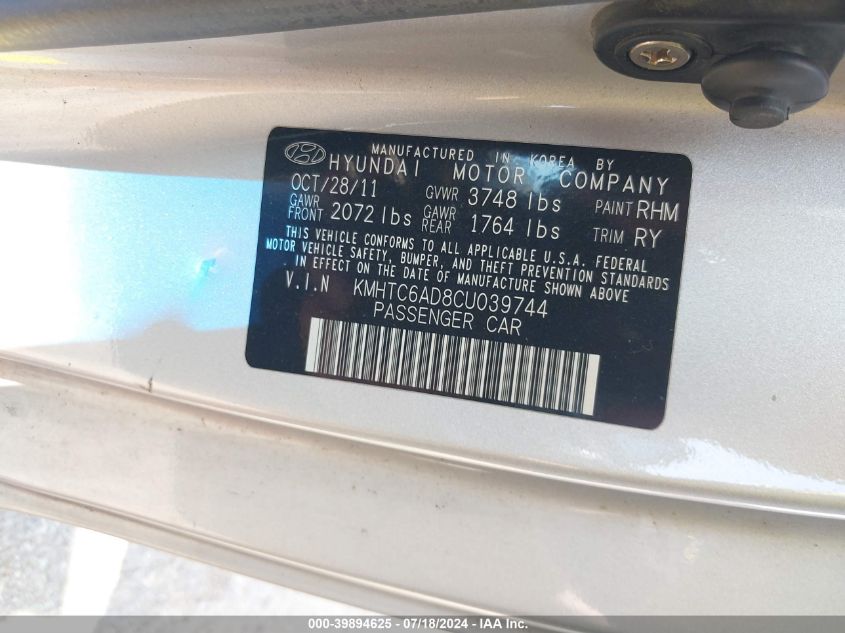 MANUFACTURED IN KOREA BY
HYUNDAI MOTOR COMPANY
OCT/28/11 GVWR 3748 lbs PAINT RHM
GAWR FRONT 2072 lbs GAWR REAR 1764 lbs TRIM RY
THIS VEHICLE CONFORMS TO ALL APPLICABLE U.S.A. FEDERAL
MOTOR VEHICLE SAFETY, BUMPER, AND THEFT PREVENTION STANDARDS
IN EFFECT ON THE DATE OF MANUFACTURE SHOWN ABOVE
V.I.N KMHTC6AD8CU039744
PASSENGER CAR
000-39894625 - 07/18/2024 - IAAI - Copart - IAAI INC.